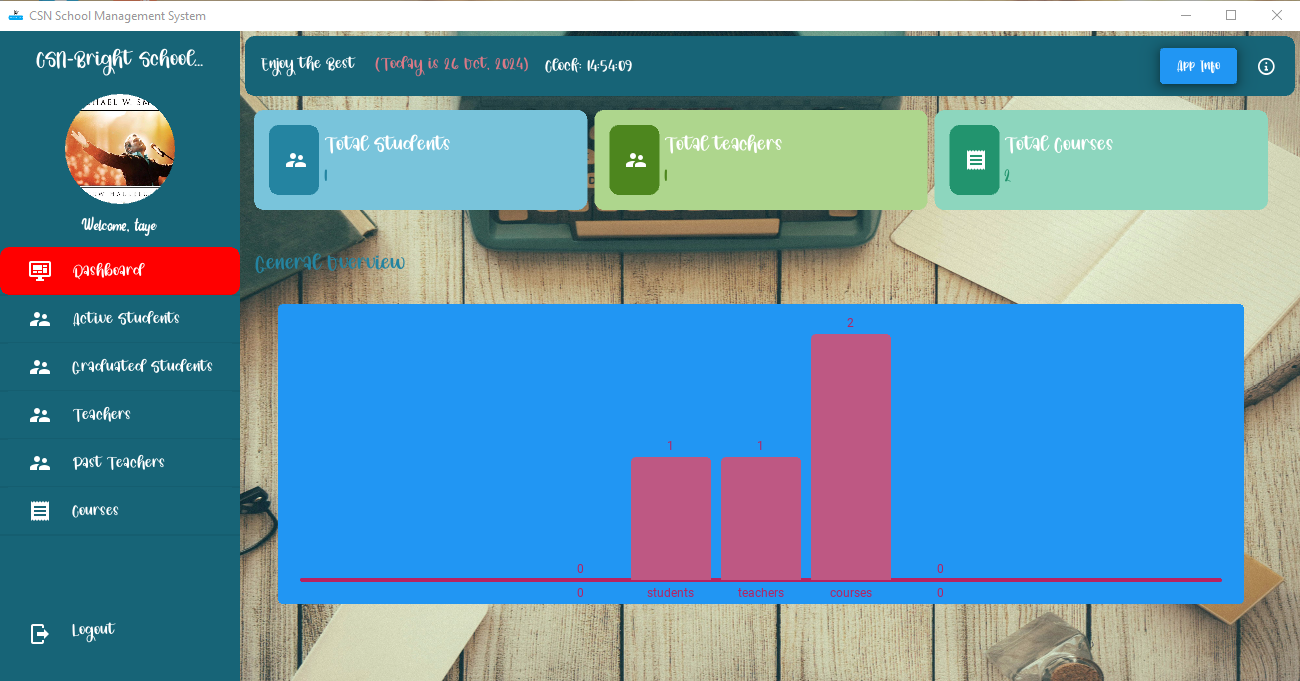 CSN School Management System
CSN-Bright School...
Enjoy the Best (Today is 26 Oct, 2024) Clock: 14:54:09
App Info
Welcome, taye
Dashboard
Active Students
Graduated Students
Teachers
Past Teachers
Courses
Logout
Total Students
1
Total teachers
1
Total Courses
2
General Overview
2
1 1
0 0
0 students teachers courses 0